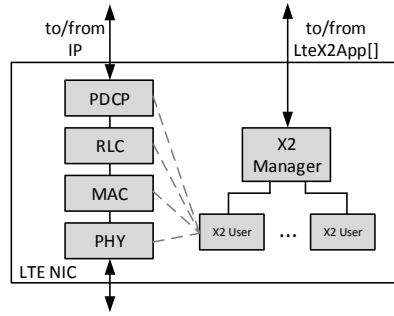 to/from
IP
to/from
LteX2App[]
PDCP
RLC
MAC
PHY
X2
Manager
X2 User
...
X2 User
LTE NIC